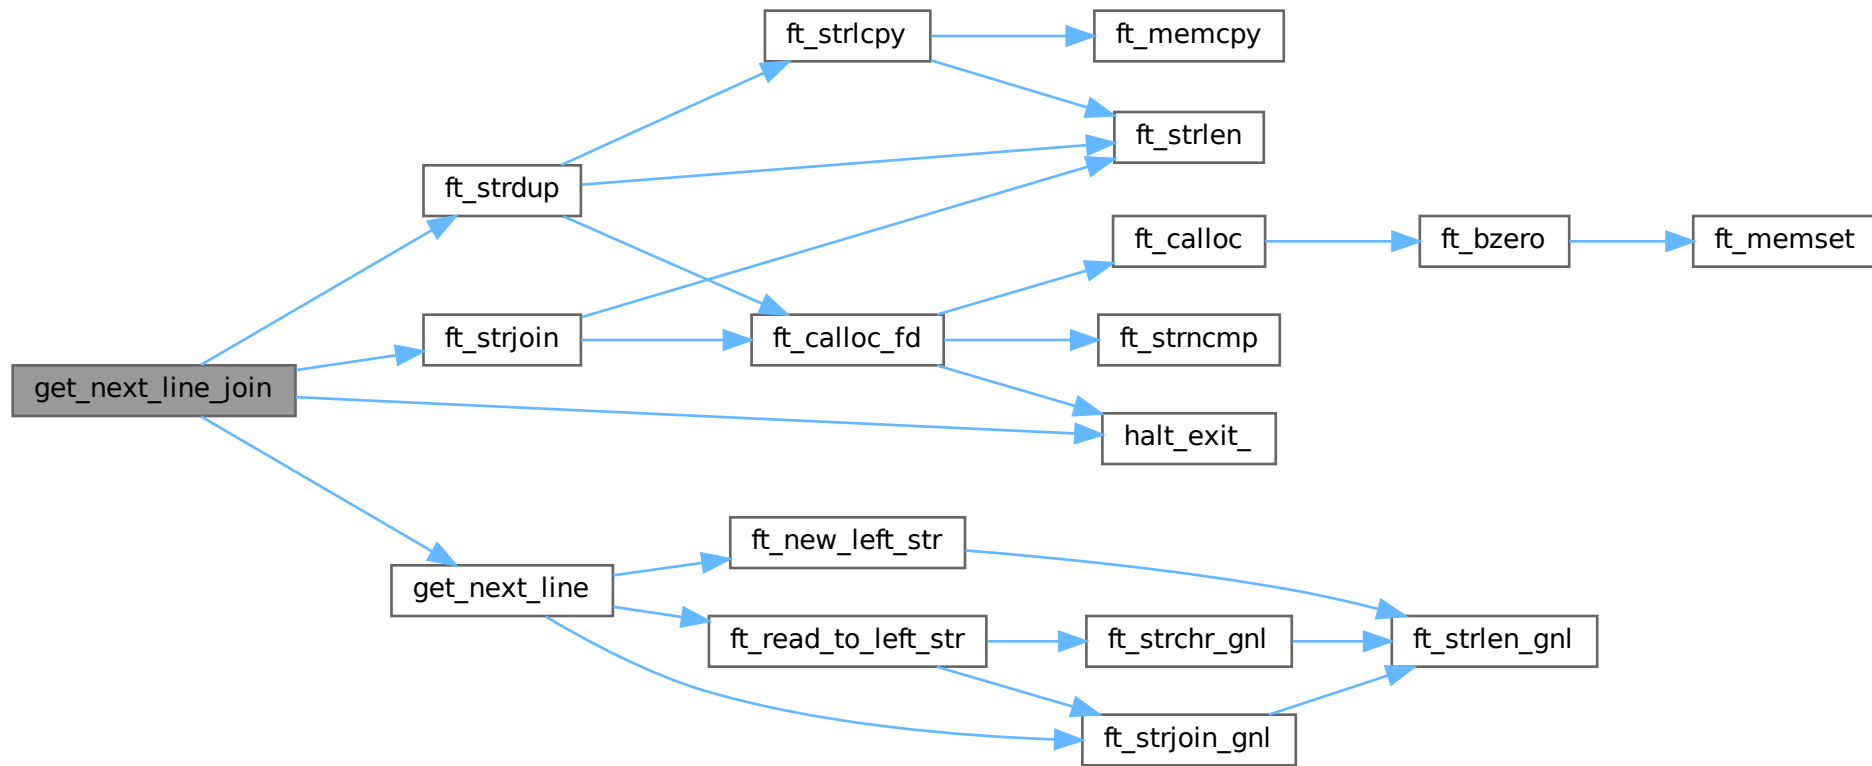 ft_strlcpy
ft_memcpy
ft_strlen
ft_strdup
ft_calloc
ft_bzero
ft_memset
ft_strjoin
ft_calloc_fd
ft_strncmp
get_next_line_join
halt_exit_
ft_new_left_str
get_next_line
ft_read_to_left_str
ft_strchr_gnl
ft_strlen_gnl
ft_strjoin_gnl